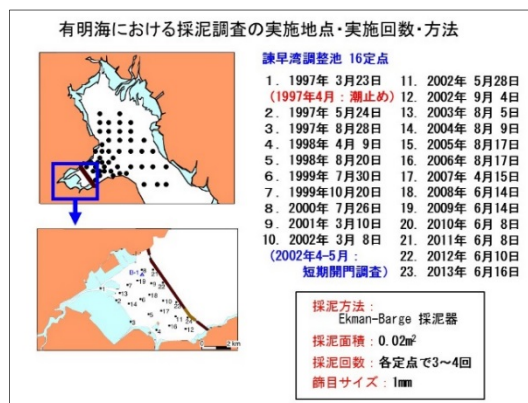 有明海における採泥調査の実施地点・実施回数・方法
諫早湾調整池 16定点
1. 1997年 3月23日
(1997年4月：潮止め)
2. 1997年 5月24日
3. 1997年 8月28日
4. 1998年 4月 9日
5. 1998年 8月20日
6. 1999年 7月30日
7. 1999年10月20日
8. 2000年 7月26日
9. 2001年 3月10日
10. 2002年 3月 8日
(2002年4-5月：
短期開門調査)
11. 2002年 5月28日
12. 2002年 9月 4日
13. 2003年 8月 5日
14. 2004年 8月 9日
15. 2005年 8月17日
16. 2006年 8月17日
17. 2007年 4月15日
18. 2008年 6月14日
19. 2009年 6月14日
20. 2010年 6月 8日
21. 2011年 6月 8日
22. 2012年 6月10日
23. 2013年 6月16日
採泥方法：
Ekman-Barge 採泥器
採泥面積：0.02m²
採泥回数：各定点で3～4回
篩目サイズ：1mm
2 km